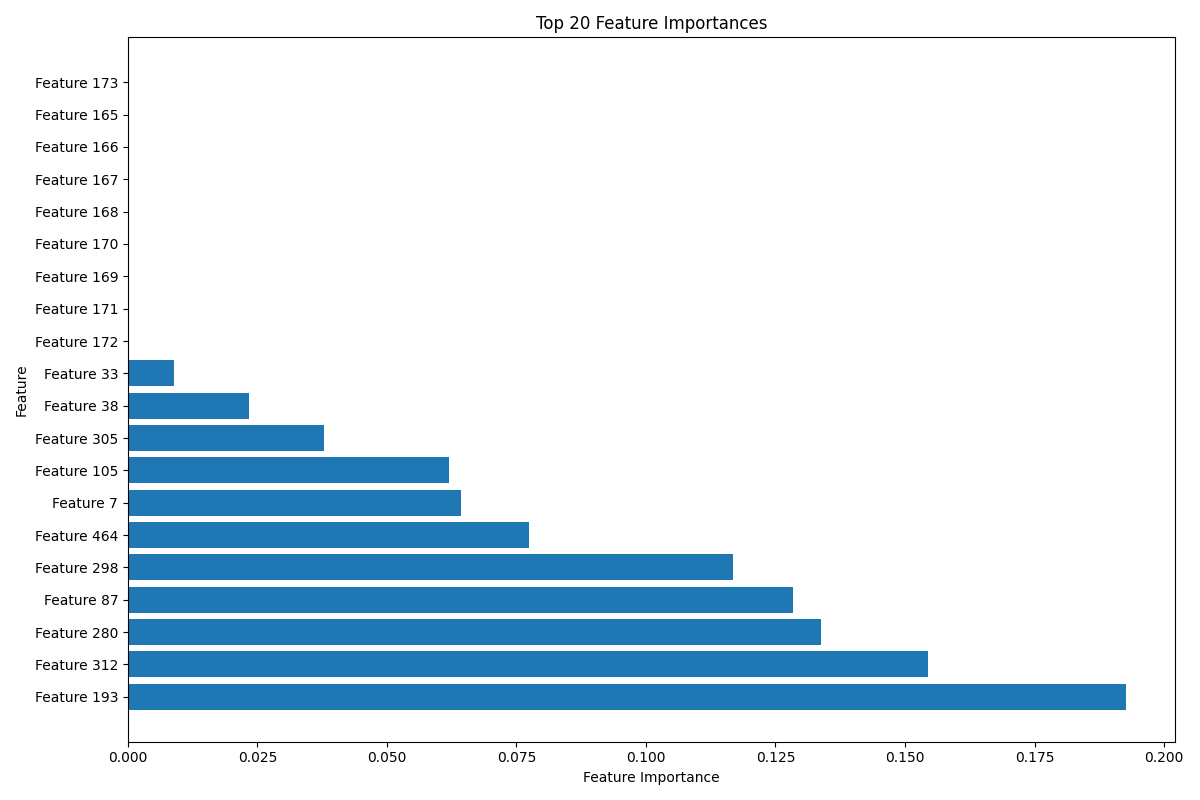 Top 20 Feature Importances
Feature
Feature 173
Feature 165
Feature 166
Feature 167
Feature 168
Feature 170
Feature 169
Feature 171
Feature 172
Feature 33
Feature 38
Feature 305
Feature 105
Feature 7
Feature 464
Feature 298
Feature 87
Feature 280
Feature 312
Feature 193
0.000 0.025 0.050 0.075 0.100 0.125 0.150 0.175 0.200
Feature Importance